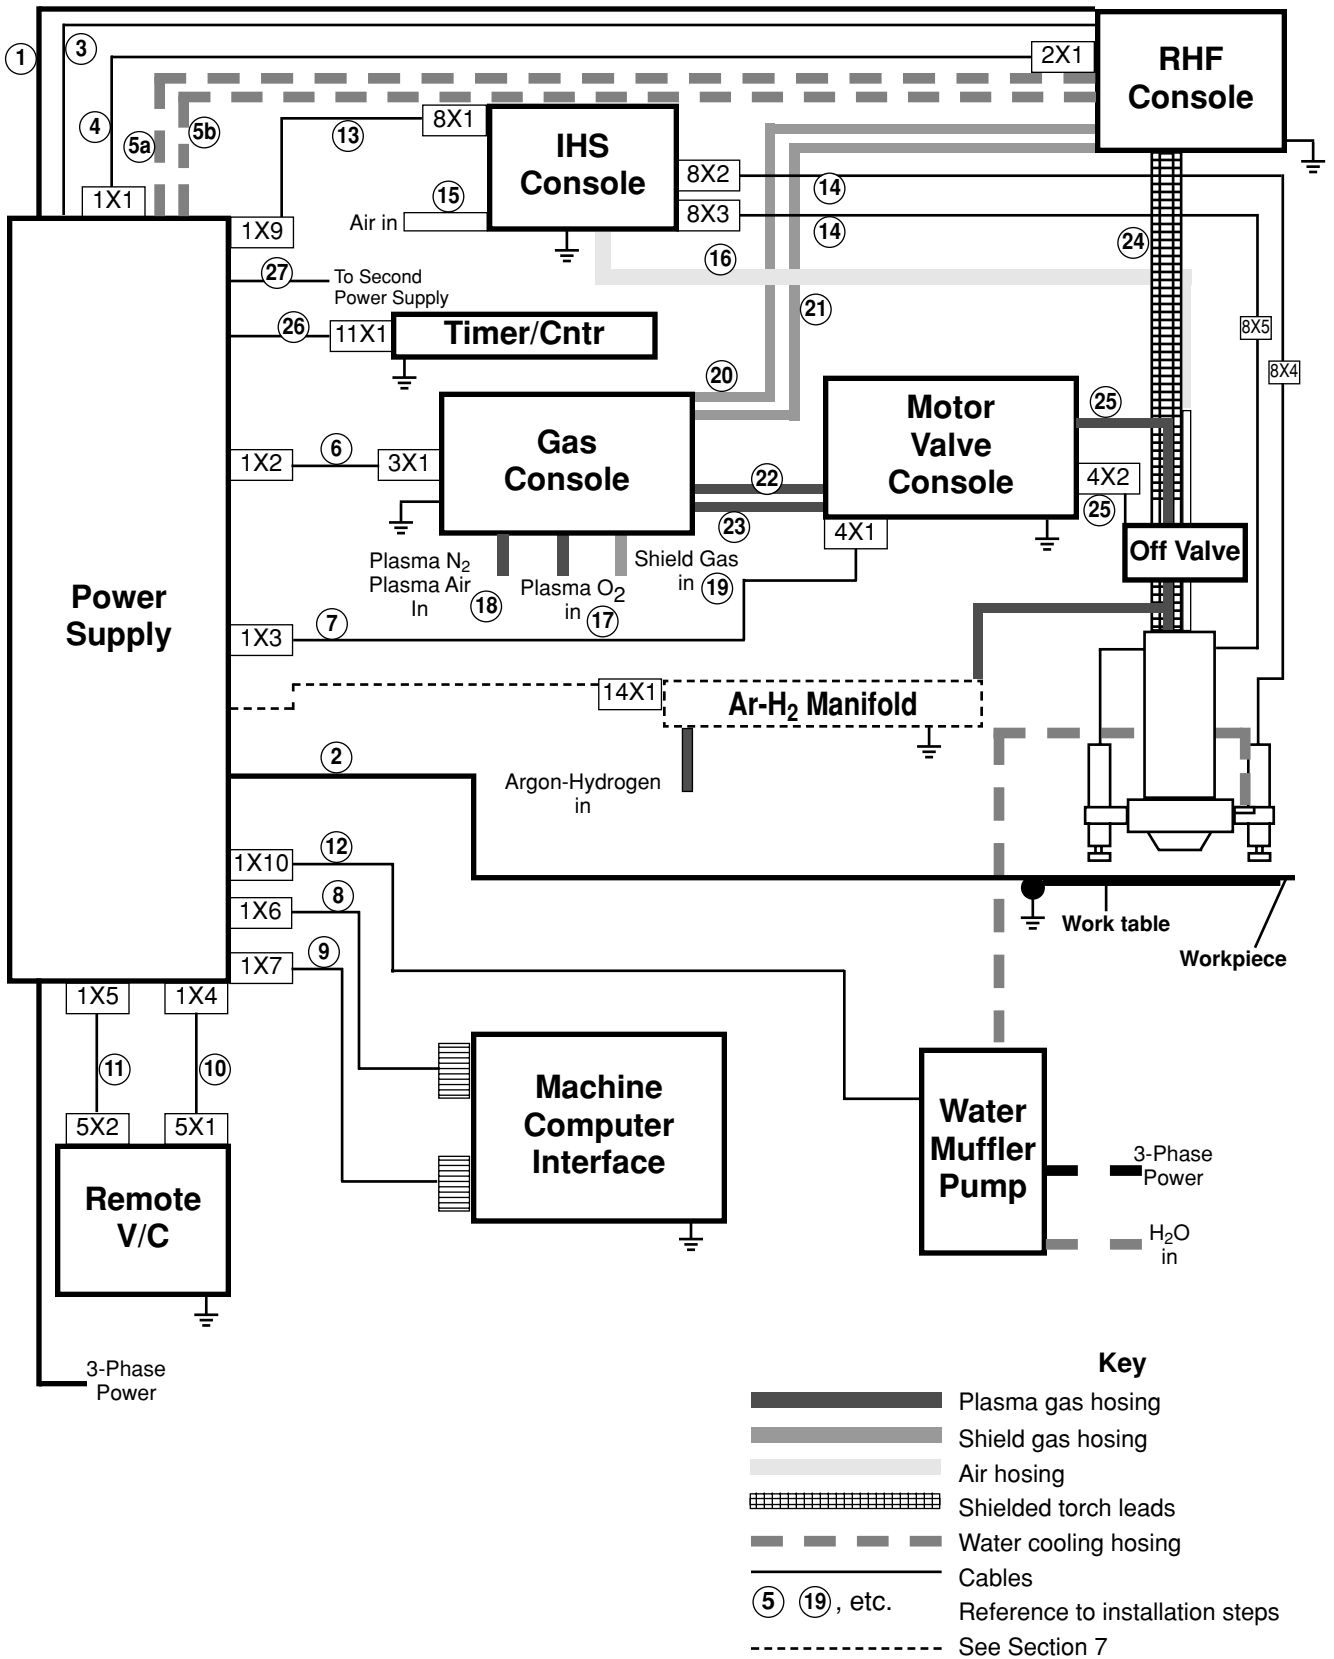 1
3
2X1
RHF
Console
4
5a
5b
13
8X1
IHS
Console
8X2
14
1X1
15
Air in
8X3
14
24
1X9
16
27
To Second
Power Supply
21
8X5
26
11X1
Timer/Cntr
8X4
20
Motor
Valve
Console
25
Gas
Console
1X2
6
3X1
22
4X2
25
23
4X1
Off Valve
Plasma N2
Plasma Air
In
18
Plasma O2
in
17
Shield Gas
in
19
Power
Supply
1X3
7
14X1
Ar-H2 Manifold
2
Argon-Hydrogen
in
1X10
12
1X6
8
Work table
Workpiece
1X7
9
1X5
1X4
11
10
5X2
5X1
Remote
V/C
Machine
Computer
Interface
Water
Muffler
Pump
3-Phase
Power
H2O
in
3-Phase
Power
Key
Plasma gas hosing
Shield gas hosing
Air hosing
Shielded torch leads
Water cooling hosing
Cables
5 19 , etc.
Reference to installation steps
See Section 7